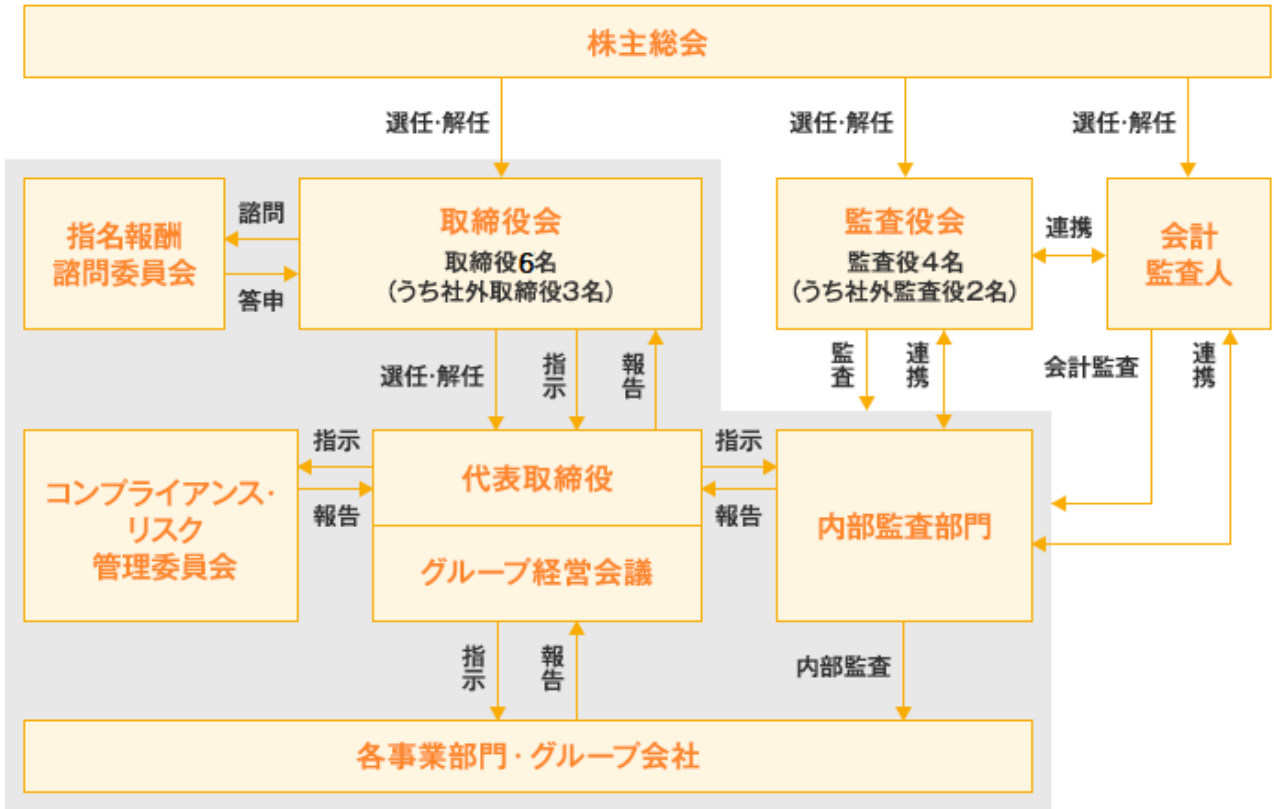 株主総会
選任·解任
選任·解任
選任·解任
指名報酬
諮問委員会
諮問
答申
取締役会
取締役6名
(うち社外取締役3名)
監査役会
監査役4名
(うち社外監査役2名)
連携
会計
監査人
選任·解任
指示
報告
監査
連携
会計監査
連携
コンプライアンス·
リスク
管理委員会
指示
報告
代表取締役
グループ経営会議
指示
報告
内部監査部門
指示
報告
内部監査
各事業部門·グループ会社